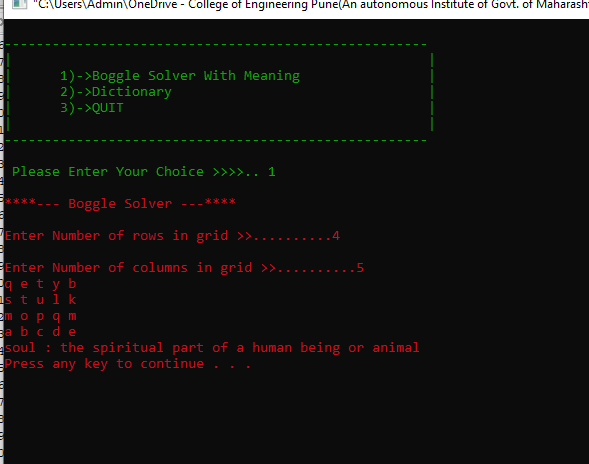 "C:\Users\Admin\OneDrive - College of Engineering Pune(An autonomous Institute of Govt. of Maharash
-----------------------------------------------------
| |
| 1)->Boggle Solver With Meaning |
| 2)->Dictionary |
| 3)->QUIT |
| |
-----------------------------------------------------
Please Enter Your Choice >>>>.. 1
****--- Boggle Solver ---****
Enter Number of rows in grid >>..........4
Enter Number of columns in grid >>..........5
q e t y b
s t u l k
m o p q m
a b c d e
soul : the spiritual part of a human being or animal
Press any key to continue . . .